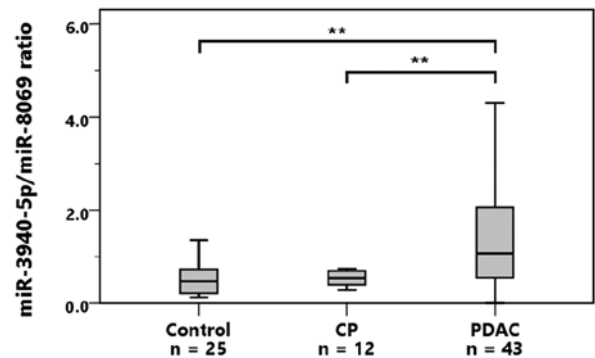 miR-3940-5p/miR-8069 ratio
6.0
4.0
2.0
0.0
**
**
Control
n = 25
CP
n = 12
PDAC
n = 43